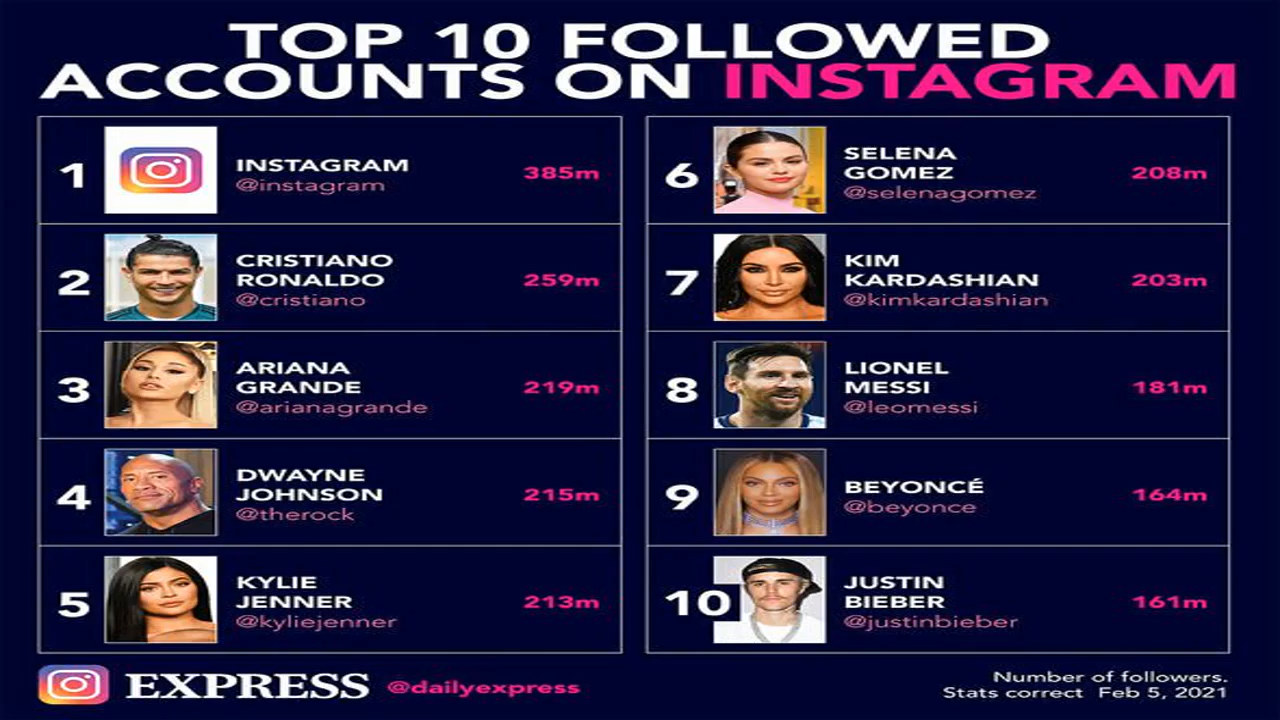 TOP 10 FOLLOWED
ACCOUNTS ON INSTAGRAM
1
INSTAGRAM
@instagram
385m
2
CRISTIANO
RONALDO
@cristiano
259m
3
ARIANA
GRANDE
@arianagrande
219m
4
DWAYNE
JOHNSON
@therock
215m
5
KYLIE
JENNER
@kyliejenner
213m
6
SELENA
GOMEZ
@selenagomez
208m
7
KIM
KARDASHIAN
@kimkardashian
203m
8
LIONEL
MESSI
@leomessi
181m
9
BEYONCÉ
@beyonce
164m
10
JUSTIN
BIEBER
@justinbieber
161m
EXPRESS @dailyexpress
Number of followers.
Stats correct Feb 5, 2021